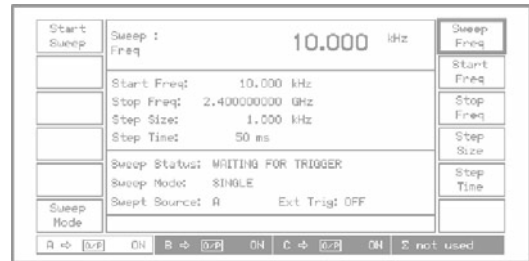 Start Sweep
Sweep Mode
Sweep Freq : 10.000 kHz
Start Freq: 10.000 kHz
Stop Freq: 2.400000000 GHz
Step Size: 1.000 kHz
Step Time: 50 ms
Sweep Status: WAITING FOR TRIGGER
Sweep Mode: SINGLE
Swept Source: A Ext Trig: OFF
Sweep Freq
Start Freq
Stop Freq
Step Size
Step Time
A ⇨ O/P ON B ⇨ O/P ON C ⇨ O/P ON Σ not used